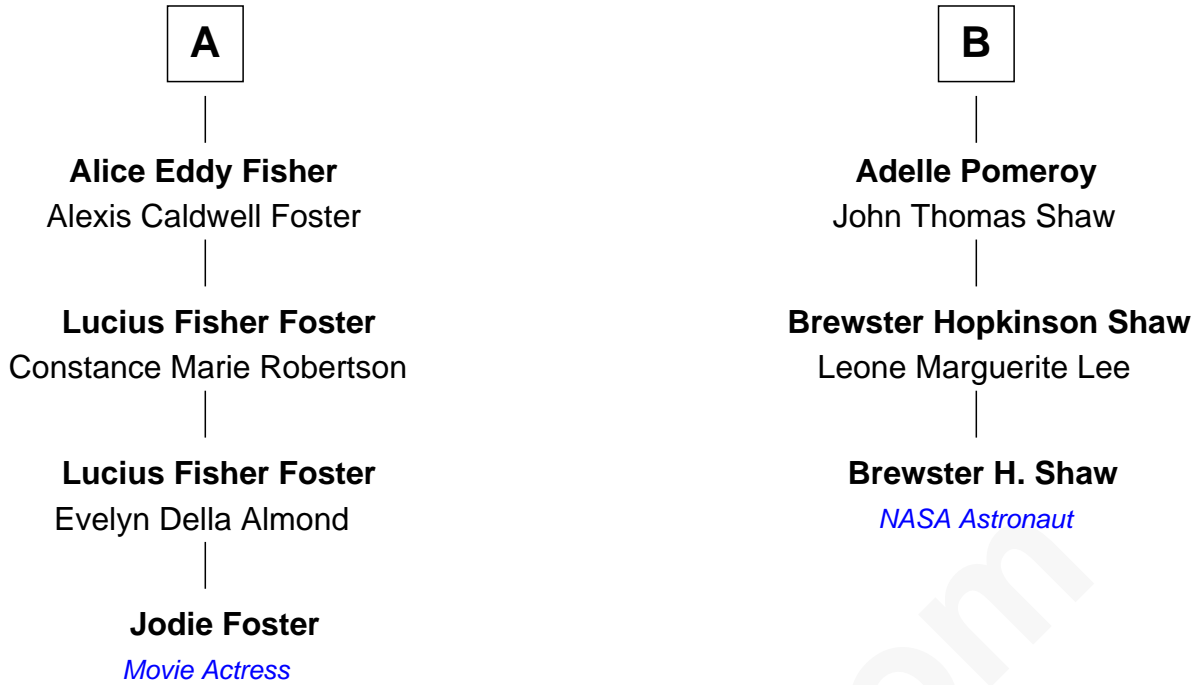 A
Alice Eddy Fisher
Alexis Caldwell Foster
Lucius Fisher Foster
Constance Marie Robertson
Lucius Fisher Foster
Evelyn Della Almond
Jodie Foster
Movie Actress
B
Adelle Pomeroy
John Thomas Shaw
Brewster Hopkinson Shaw
Leone Marguerite Lee
Brewster H. Shaw
NASA Astronaut
om